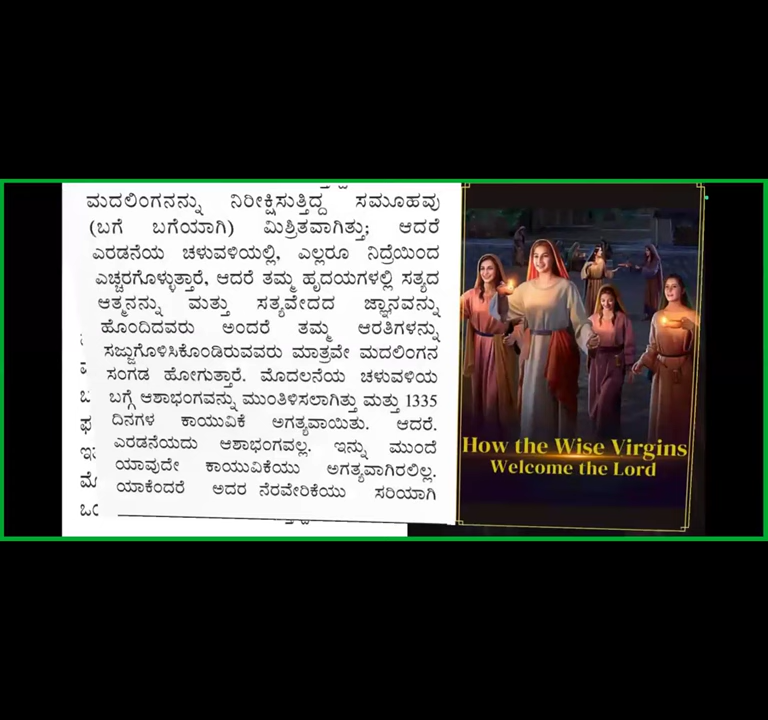 ಮದಲಿಂಗನನ್ನು ನಿರೀಕ್ಷಿಸುತ್ತಿದ್ದ ಸಮೂಹವು
(ಬಗೆ ಬಗೆಯಾಗಿ) ಮಿಶ್ರಿತವಾಗಿತ್ತು; ಆದರೆ
ಎರಡನೆಯ ಚಳುವಳಿಯಲ್ಲಿ, ಎಲ್ಲರೂ ನಿದ್ರೆಯಿಂದ
ಎಚ್ಚರಗೊಳ್ಳುತ್ತಾರೆ, ಆದರೆ ತಮ್ಮ ಹೃದಯಗಳಲ್ಲಿ ಸತ್ಯದ
ಆತ್ಮನನ್ನು ಮತ್ತು ಸತ್ಯವೇದದ ಜ್ಞಾನವನ್ನು
ಹೊಂದಿದವರು ಅಂದರೆ ತಮ್ಮ ಆರತಿಗಳನ್ನು
ಸಜ್ಜುಗೊಳಿಸಿಕೊಂಡಿರುವವರು ಮಾತ್ರವೇ ಮದಲಿಂಗನ
ಸಂಗಡ ಹೋಗುತ್ತಾರೆ. ಮೊದಲನೆಯ ಚಳುವಳಿಯ
ಬಗ್ಗೆ ಆಶಾಭಂಗವನ್ನು ಮುಂತಿಳಿಸಲಾಗಿತ್ತು ಮತ್ತು 1335
ದಿನಗಳ ಕಾಯುವಿಕೆ ಅಗತ್ಯವಾಯಿತು. ಆದರೆ.
ಎರಡನೆಯದು ಆಶಾಭಂಗವಲ್ಲ. ಇನ್ನು ಮುಂದೆ
ಯಾವುದೇ ಕಾಯುವಿಕೆಯು ಅಗತ್ಯವಾಗಿರಲಿಲ್ಲ.
ಯಾಕೆಂದರೆ ಅದರ ನೆರವೇರಿಕೆಯು ಸರಿಯಾಗಿ
How the Wise Virgins
Welcome the Lord